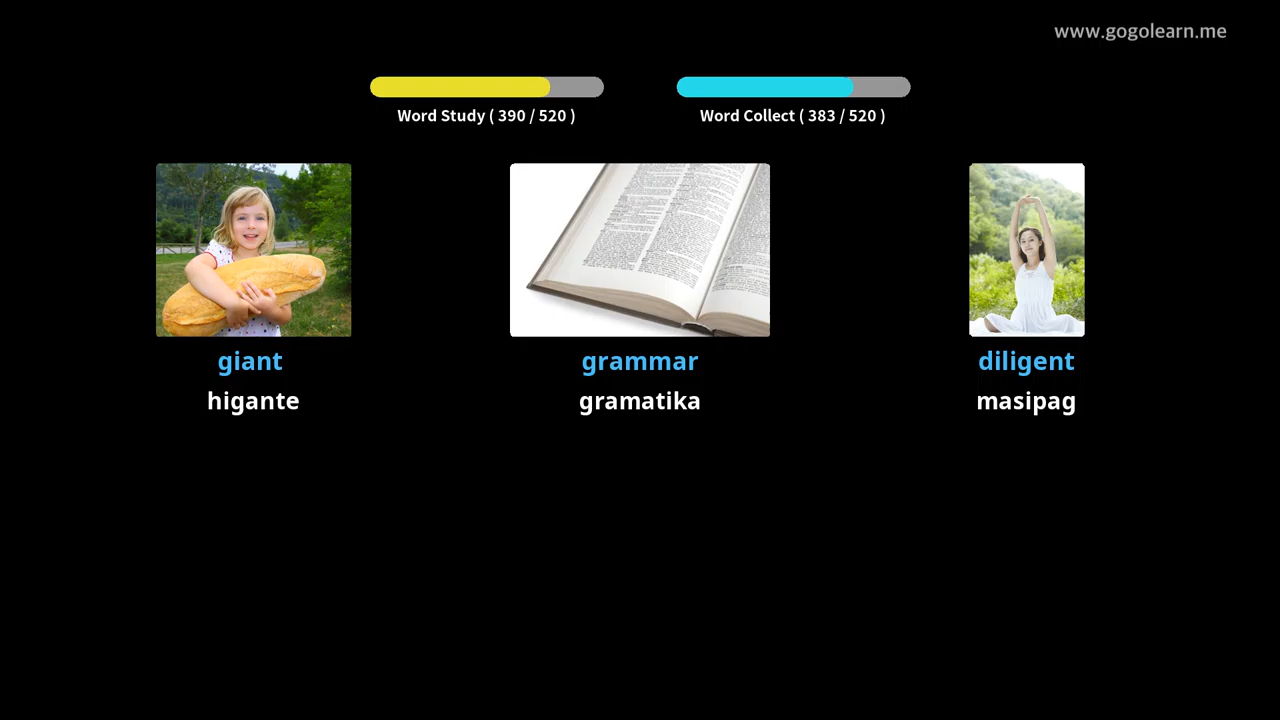 www.gogolearn.me
Word Study ( 390 / 520 )
Word Collect ( 383 / 520 )
giant
grammar
diligent
higante
gramatika
masipag